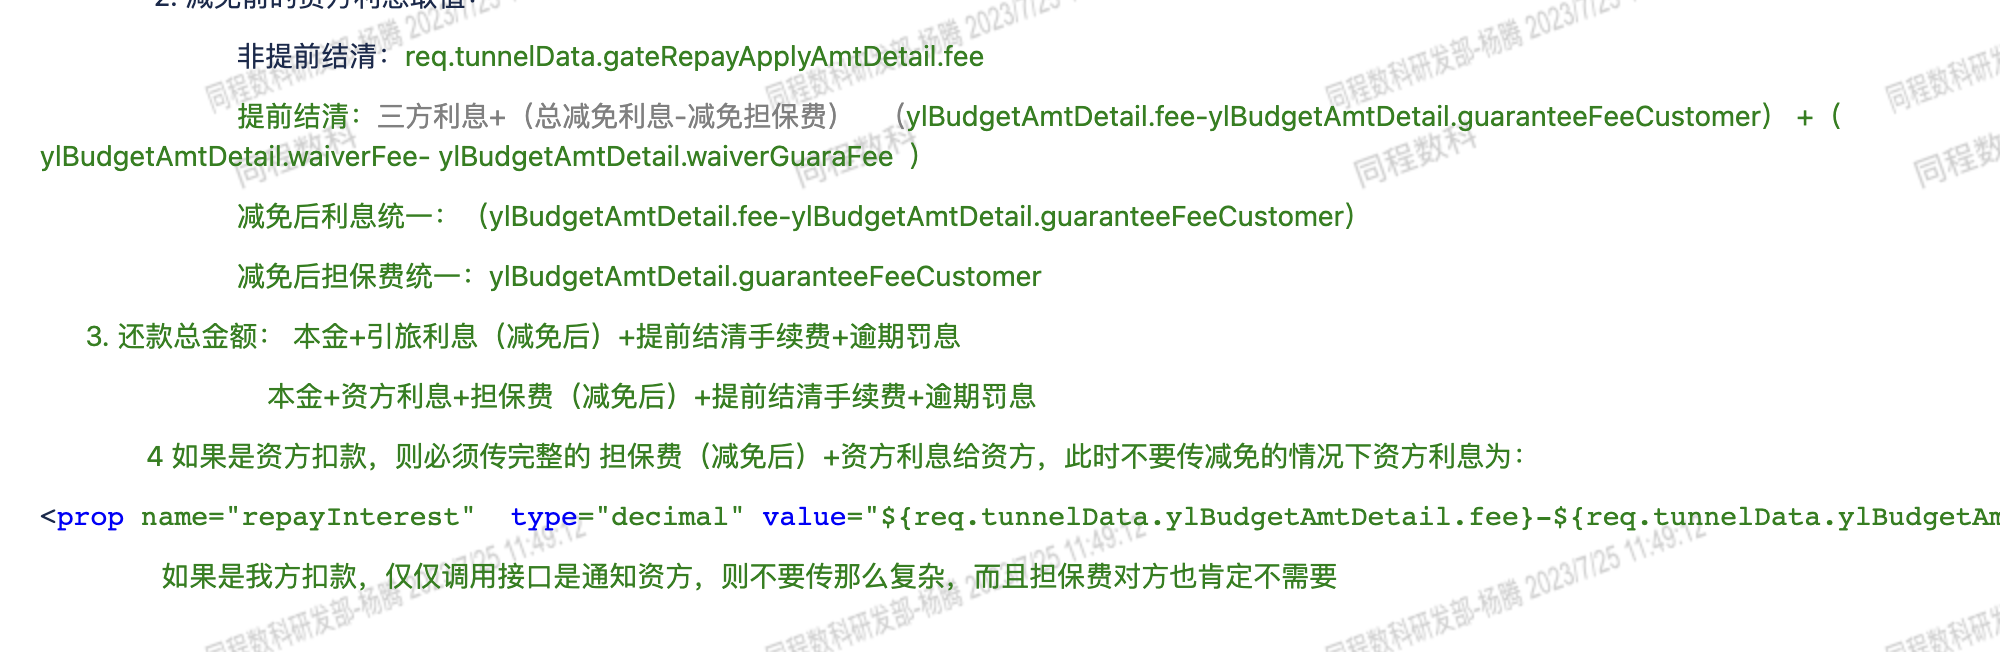 2. 减免前的资方利息取值：
非提前结清：req.tunnelData.gateRepayApplyAmtDetail.fee
提前结清：三方利息+（总减免利息-减免担保费） （ylBudgetAmtDetail.fee-ylBudgetAmtDetail.guaranteeFeeCustomer） +（
ylBudgetAmtDetail.waiverFee- ylBudgetAmtDetail.waiverGuaraFee ）
减免后利息统一：（ylBudgetAmtDetail.fee-ylBudgetAmtDetail.guaranteeFeeCustomer）
减免后担保费统一：ylBudgetAmtDetail.guaranteeFeeCustomer
3. 还款总金额： 本金+引旅利息（减免后）+提前结清手续费+逾期罚息
本金+资方利息+担保费（减免后）+提前结清手续费+逾期罚息
4 如果是资方扣款，则必须传完整的 担保费（减免后）+资方利息给资方，此时不要传减免的情况下资方利息为：
<prop name="repayInterest" type="decimal" value="${req.tunnelData.ylBudgetAmtDetail.fee}-${req.tunnelData.ylBudgetAm
如果是我方扣款，仅仅调用接口是通知资方，则不要传那么复杂，而且担保费对方也肯定不需要
同程数科研发部-杨腾 2023/7/25 11:49:12
同程数科